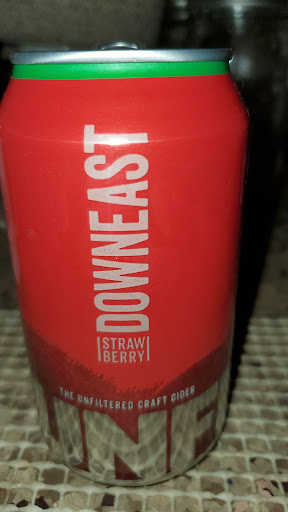 DOWNEAST
STRAW
BERRY
THE UNFILTERED CRAFT CIDER